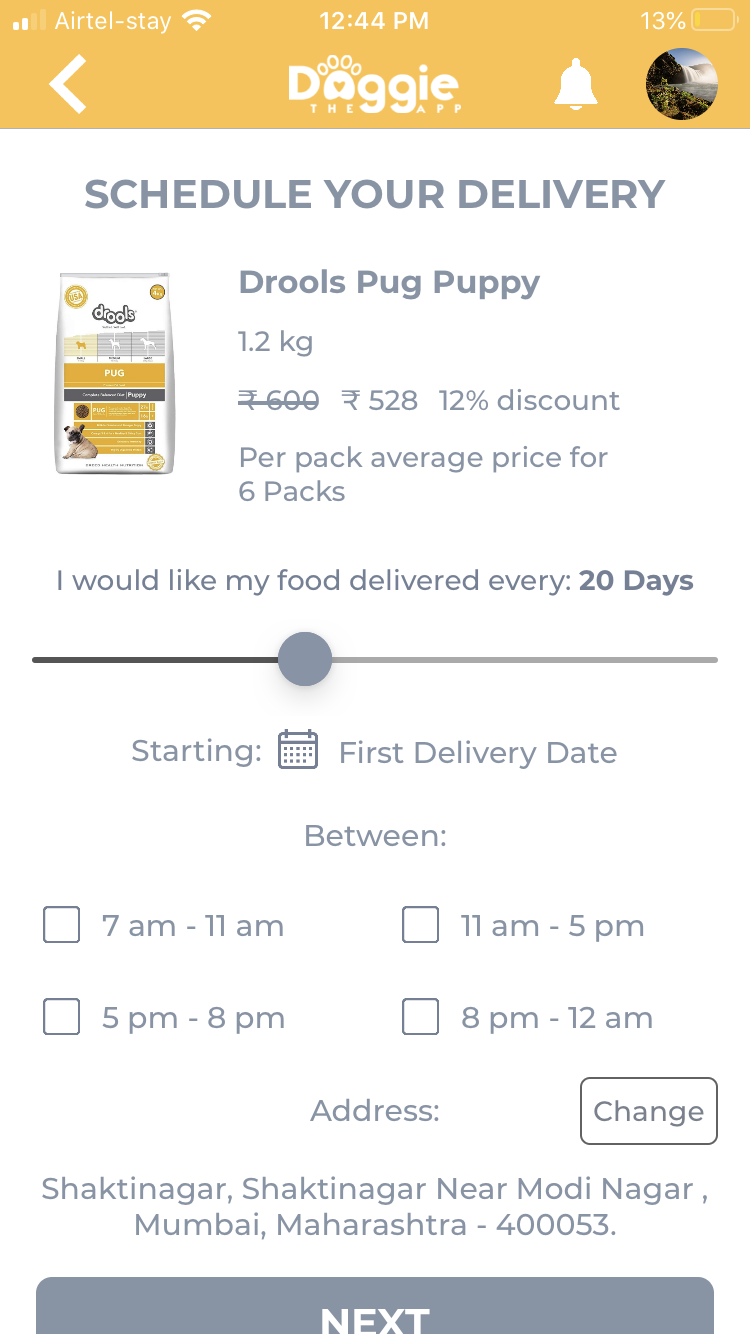 Airtel-stay 12:44 PM 13%
Doggie
THE APP
SCHEDULE YOUR DELIVERY
drools
PUG
Puppy
PUG
Drools Pug Puppy
1.2 kg
₹ 600 ₹ 528 12% discount
Per pack average price for
6 Packs
I would like my food delivered every: 20 Days
Starting: First Delivery Date
Between:
7 am - 11 am 11 am - 5 pm
5 pm - 8 pm 8 pm - 12 am
Address: Change
Shaktinagar, Shaktinagar Near Modi Nagar ,
Mumbai, Maharashtra - 400053.
NEXT